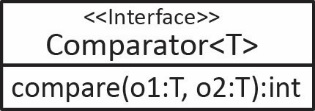 <<Interface>>
Comparator<T>
compare(o1:T, o2:T):int